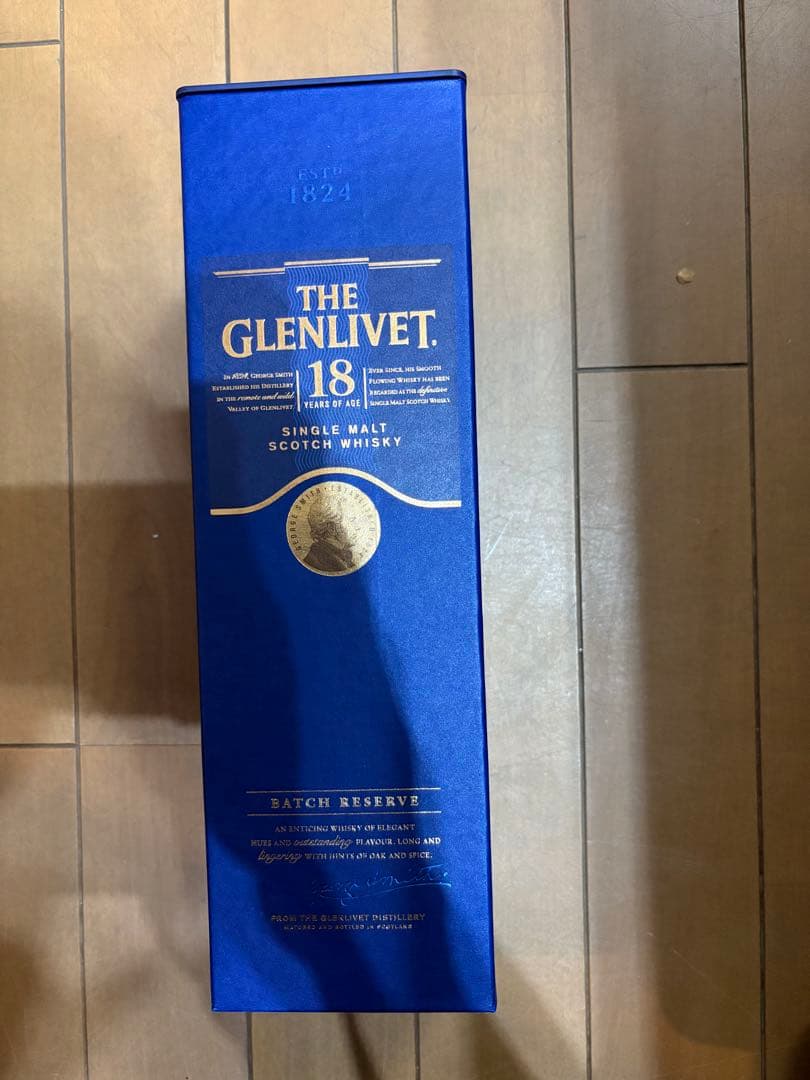 ESTD
1824
THE
GLENLIVET.
IN 1824, GEORGE SMITH
ESTABLISHED HIS DISTILLERY
IN THE remote and wild
VALLEY OF GLENLIVET
18
YEARS OF AGE
EVER SINCE, HIS SMOOTH
FLOWING WHISKY HAS BEEN
REGARDED AS THE definitive
SINGLE MALT SCOTCH WHISKY.
SINGLE MALT
SCOTCH WHISKY
GEORGE SMITH • ESTABLISHED
BATCH RESERVE
AN ENTICING WHISKY OF ELEGANT
HUES AND outstanding FLAVOUR. LONG AND
lingering WITH HINTS OF OAK AND SPICE.
FROM THE GLENLIVET DISTILLERY
MATURED AND BOTTLED IN SCOTLAND